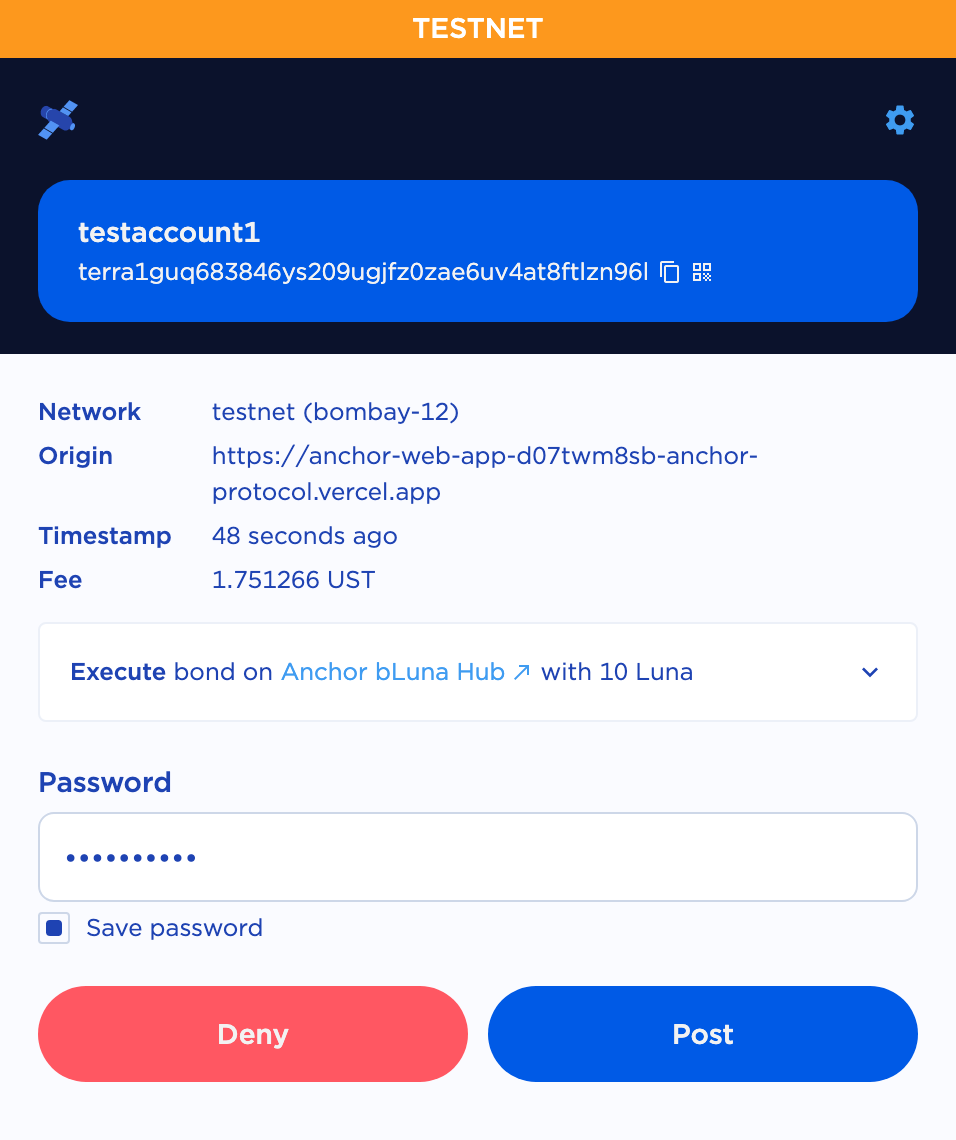 TESTNET
testaccount1
terra1guq683846ys209ugjfz0zae6uv4at8ftlzn96l
Network testnet (bombay-12)
Origin https://anchor-web-app-d07twm8sb-anchor-
protocol.vercel.app
Timestamp 48 seconds ago
Fee 1.751266 UST
Execute bond on Anchor bLuna Hub ↗ with 10 Luna
Password
••••••••••
Save password
Deny Post